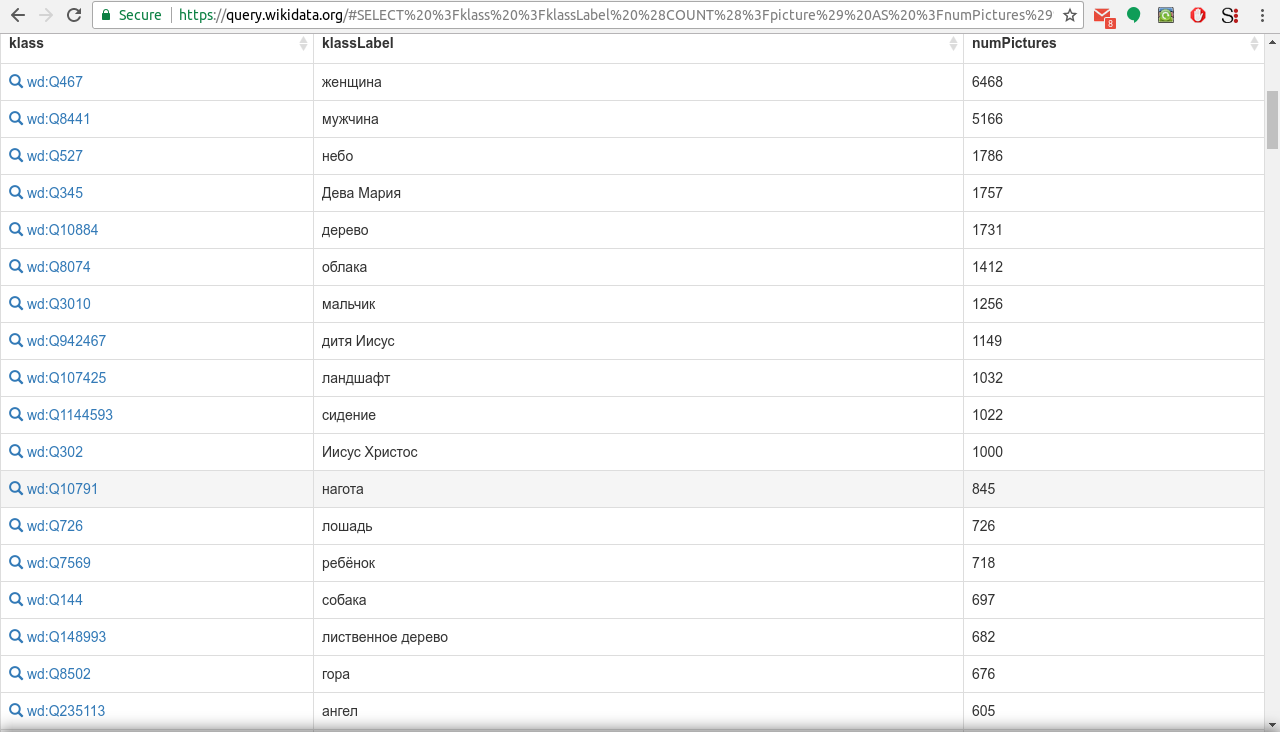 Secure https://query.wikidata.org/#SELECT%20%3Fklass%20%3FklassLabel%20%28COUNT%28%3Fpicture%29%20AS%20%3FnumPictures%29 8
klass klassLabel numPictures
wd:Q467 женщина 6468
wd:Q8441 мужчина 5166
wd:Q527 небо 1786
wd:Q345 Дева Мария 1757
wd:Q10884 дерево 1731
wd:Q8074 облака 1412
wd:Q3010 мальчик 1256
wd:Q942467 дитя Иисус 1149
wd:Q107425 ландшафт 1032
wd:Q1144593 сидение 1022
wd:Q302 Иисус Христос 1000
wd:Q10791 нагота 845
wd:Q726 лошадь 726
wd:Q7569 ребёнок 718
wd:Q144 собака 697
wd:Q148993 лиственное дерево 682
wd:Q8502 гора 676
wd:Q235113 ангел 605